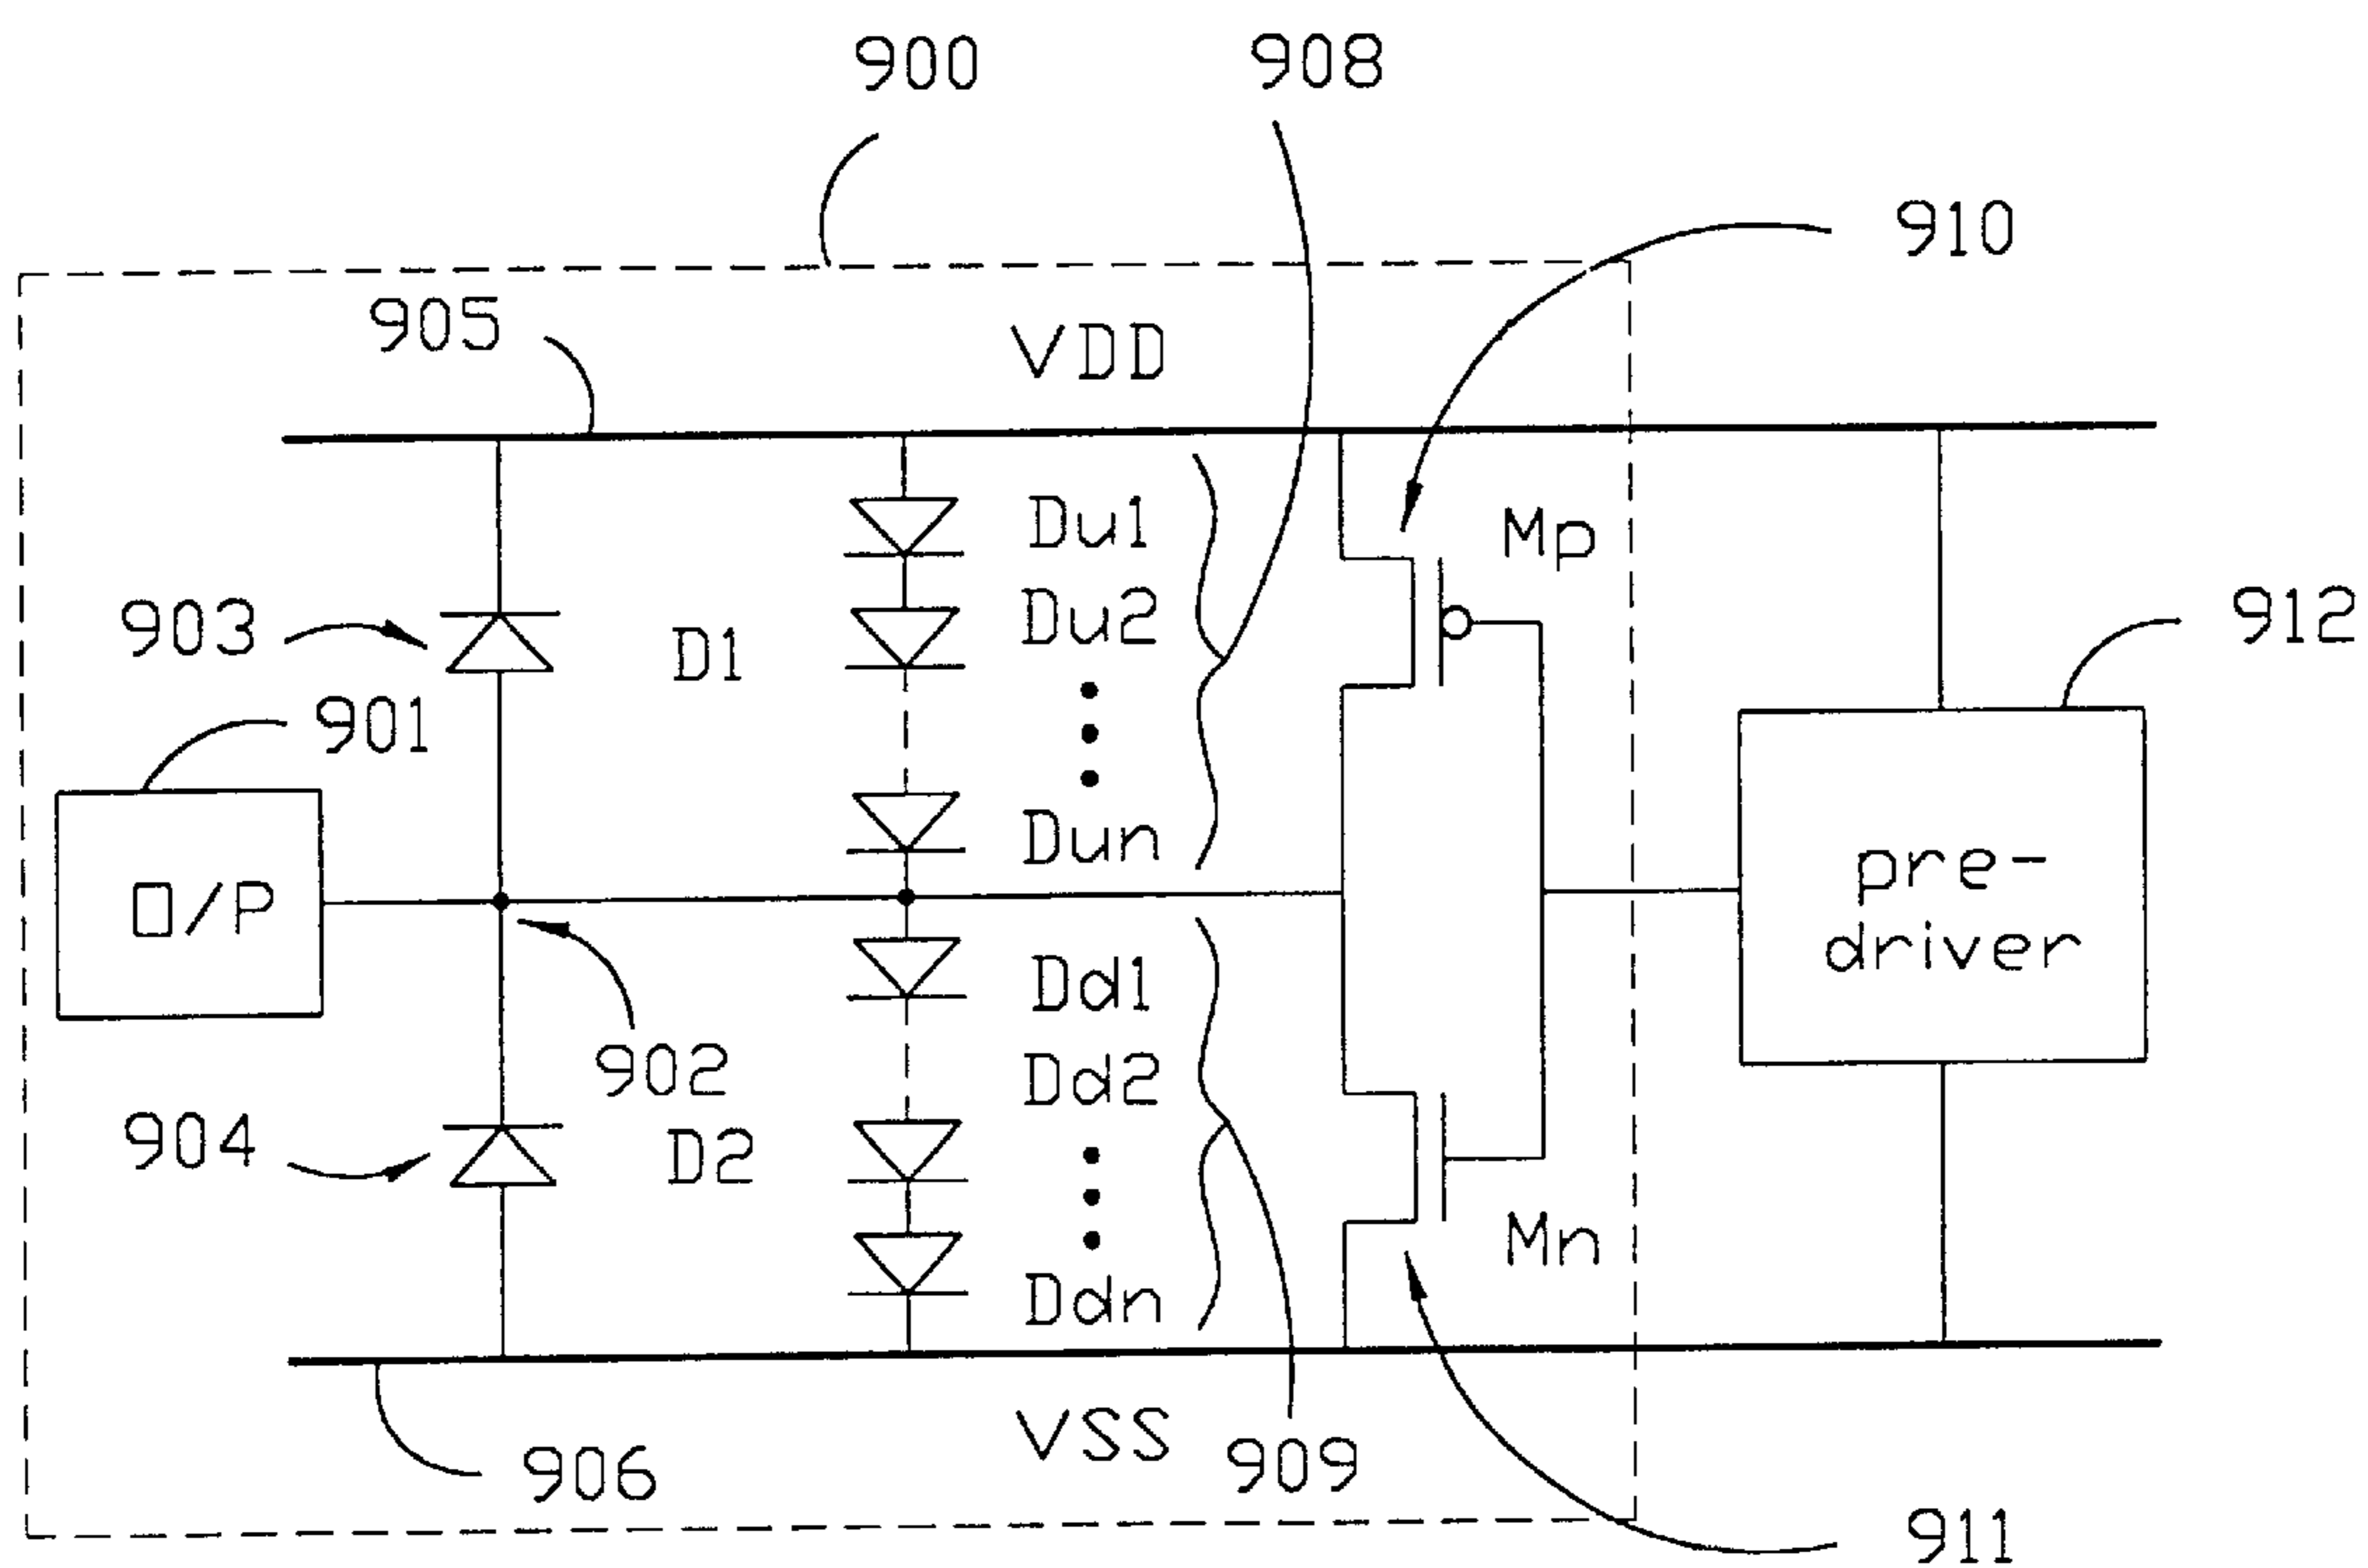 900
908
910
905
VDD
Du1
Mp
Du2
903
D1
912
901
Dun
O/P
pre-
driver
Dd1
902
Dd2
904
D2
Mn
Ddn
VSS
909
906
911